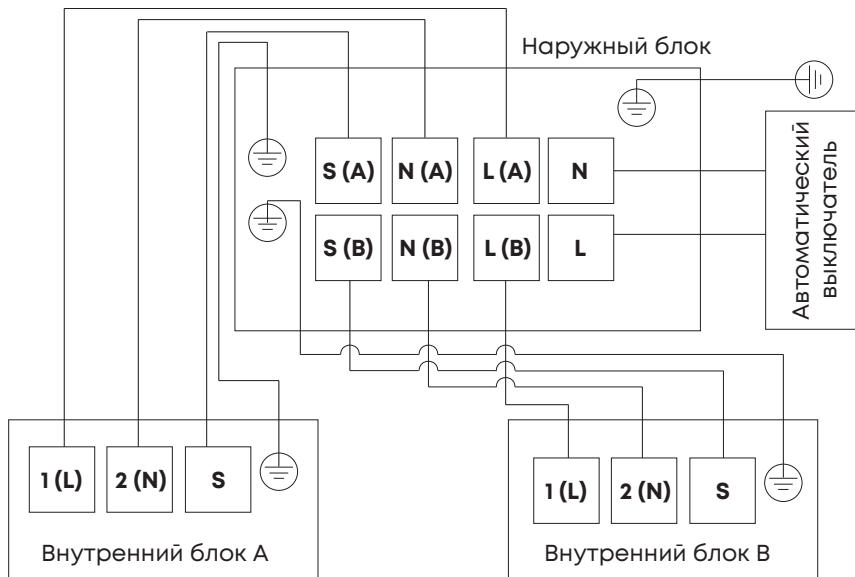 Наружный блок
S (A) N (A) L (A) N
S (B) N (B) L (B) L
Автоматический
выключатель
1 (L) 2 (N) S
Внутренний блок A
1 (L) 2 (N) S
Внутренний блок B